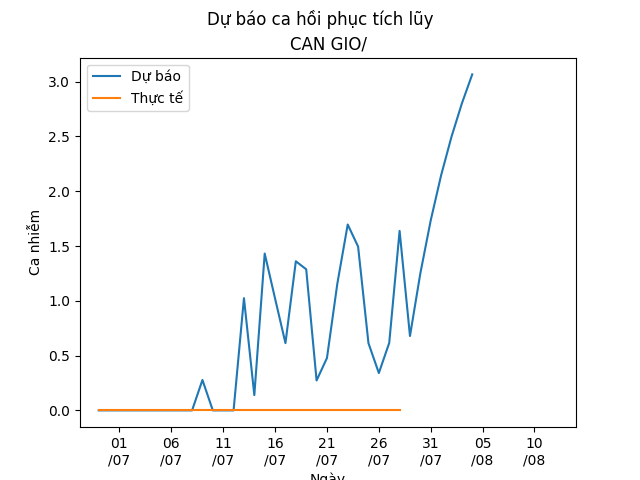 Dự báo ca hồi phục tích lũy
CAN GIO/
Dự báo
Thực tế
Ca nhiễm
3.0
2.5
2.0
1.5
1.0
0.5
0.0
01 06 11 16 21 26 31 05 10
/07 /07 /07 /07 /07 /07 /07 /08 /08
Ngày